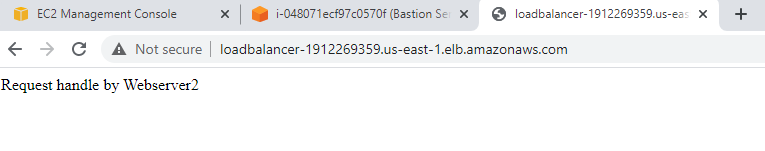 EC2 Management Console
i-048071ecf97c0570f (Bastion Se
loadbalancer-1912269359.us-eas
Not secure
loadbalancer-1912269359.us-east-1.elb.amazonaws.com
Request handle by Webserver2